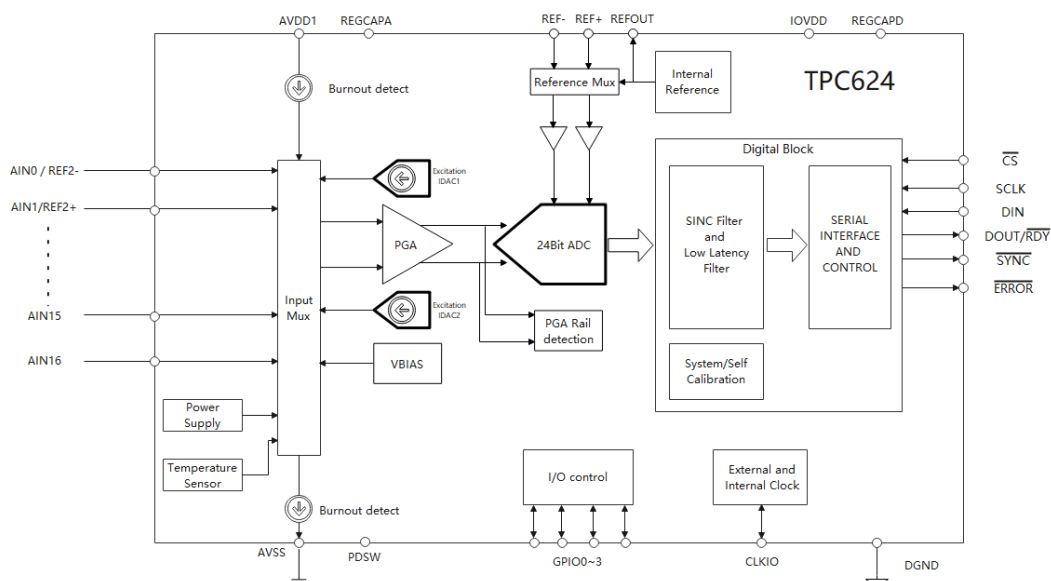 AVDD1
REGCAPA
REF-
REF+
REFOUT
IOVDD
REGCAPD
TPC624
Burnout detect
Reference Mux
Internal
Reference
Digital Block
AIN0 / REF2-
AIN1/REF2+
AIN15
AIN16
Excitation
IDAC1
PGA
24Bit ADC
Input
Mux
Excitation
IDAC2
VBIAS
PGA Rail
detection
SINC Filter
and
Low Latency
Filter
SERIAL
INTERFACE
AND
CONTROL
System/Self
Calibration
CS
SCLK
DIN
DOUT/RDY
SYNC
ERROR
Power
Supply
Temperature
Sensor
Burnout detect
I/O control
External and
Internal Clock
AVSS
PDSW
GPIO0~3
CLKIO
DGND